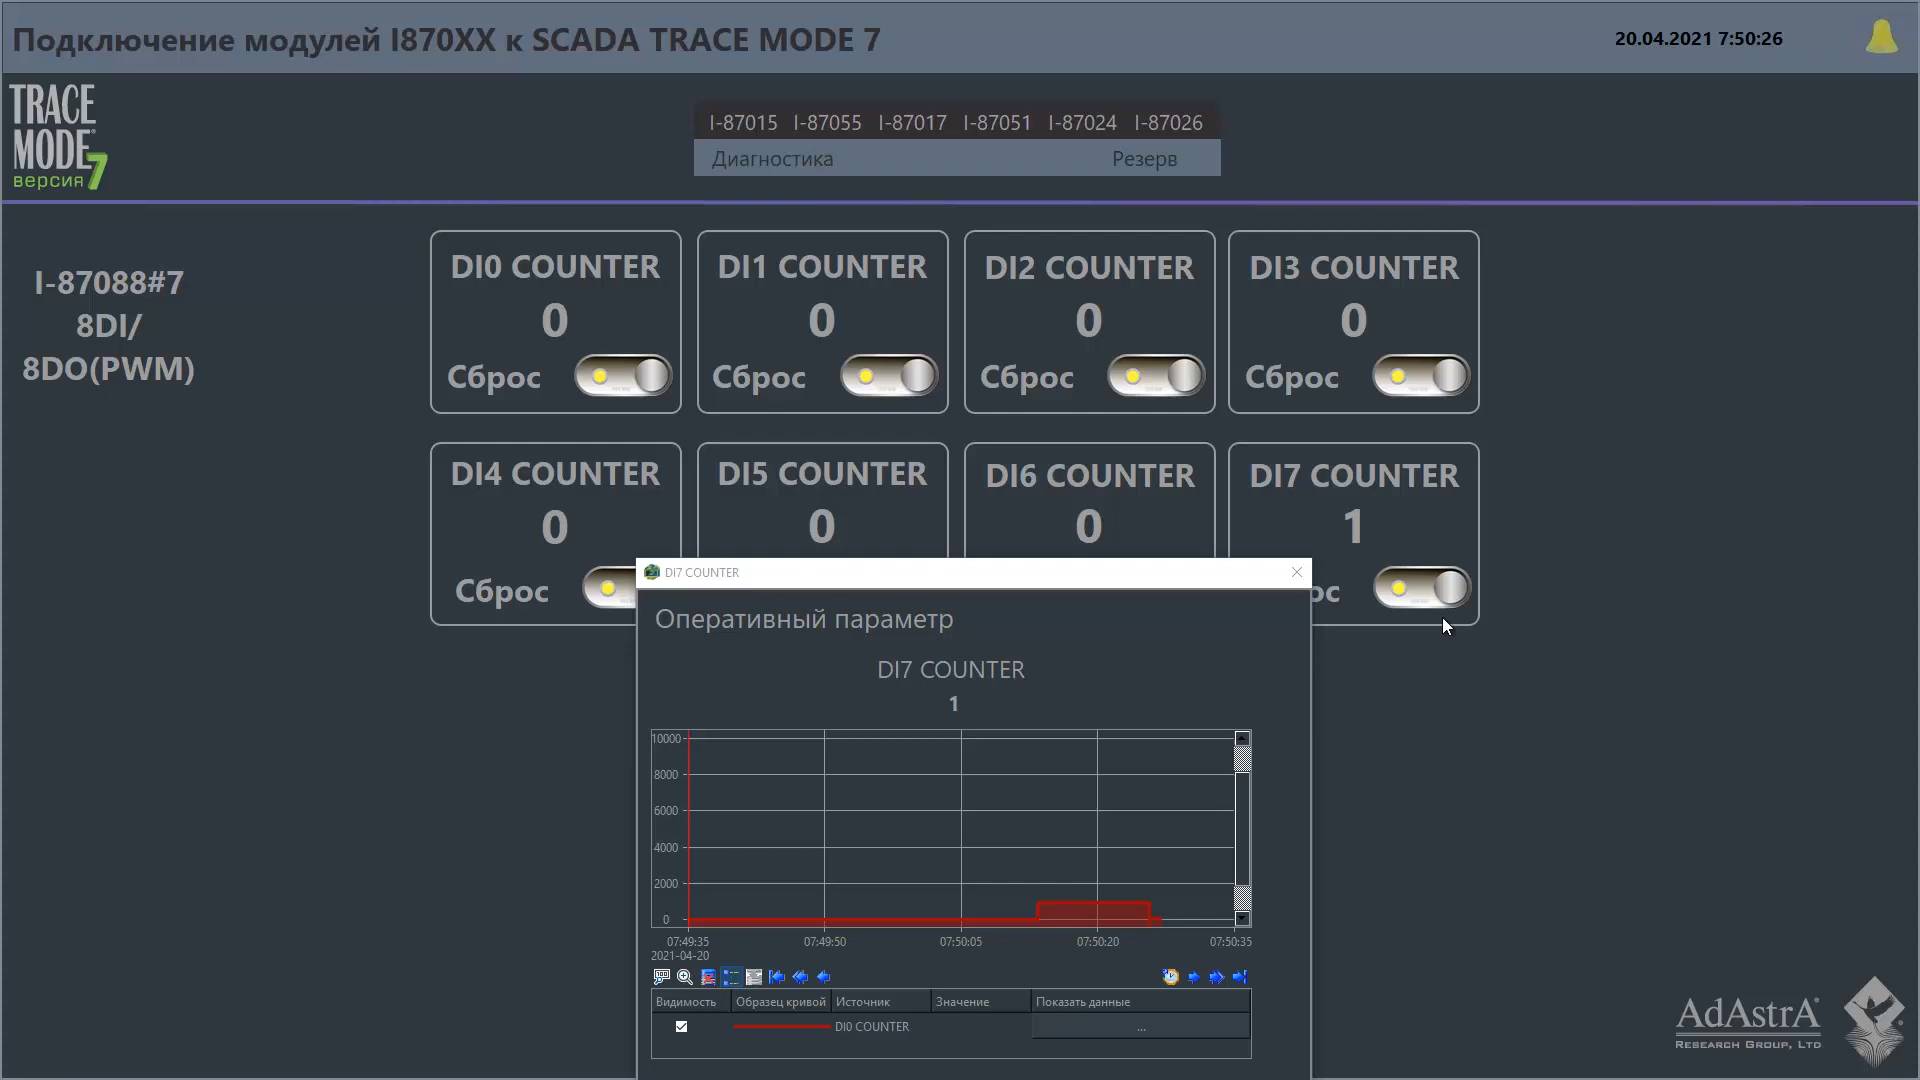 Подключение модулей I870XX к SCADA TRACE MODE 7
20.04.2021 7:50:26
TRACE
MODE 7
версия
I-87015 I-87055 I-87017 I-87051 I-87024 I-87026
Диагностика Резерв
I-87088#7
8DI/
8DO(PWM)
DI0 COUNTER
0
Сброс
DI1 COUNTER
0
Сброс
DI2 COUNTER
0
Сброс
DI3 COUNTER
0
Сброс
DI4 COUNTER
0
Сброс
DI5 COUNTER
0
DI6 COUNTER
0
DI7 COUNTER
1
ос
DI7 COUNTER
Оперативный параметр
DI7 COUNTER
1
10000
8000
6000
4000
2000
0
07:49:35 07:49:50 07:50:05 07:50:20 07:50:35
2021-04-20
Видимость Образец кривой Источник Значение Показать данные
DI0 COUNTER ...
AdAstrA
Research Group, Ltd